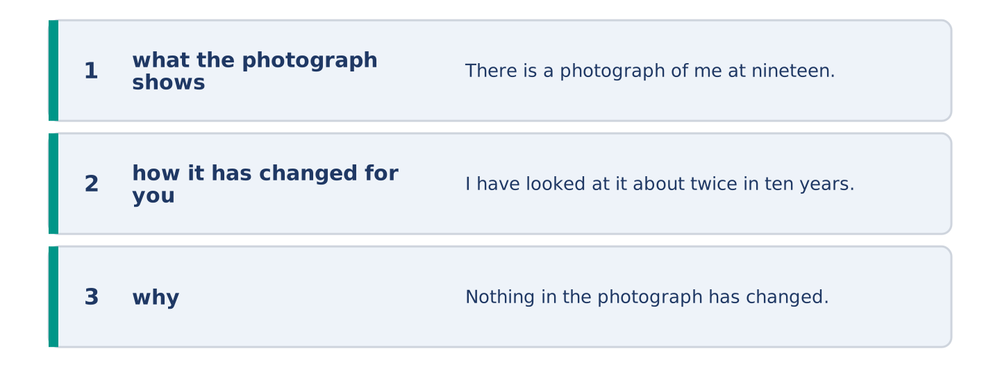 1
what the photograph
shows
There is a photograph of me at nineteen.
2
how it has changed for
you
I have looked at it about twice in ten years.
3
why
Nothing in the photograph has changed.